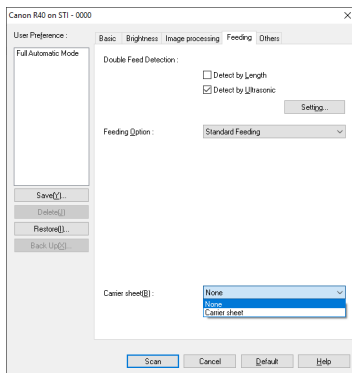 Canon R40 on STI - 0000
User Preference :
Full Automatic Mode
Save(Y)...
Delete(J)
Restore(I)...
Back Up(K)...
Basic Brightness Image processing Feeding Others
Double Feed Detection :
Detect by Length
Detect by Ultrasonic
Setting...
Feeding Option : Standard Feeding
Carrier sheet(B) : None
None
Carrier sheet
Scan Cancel Default Help